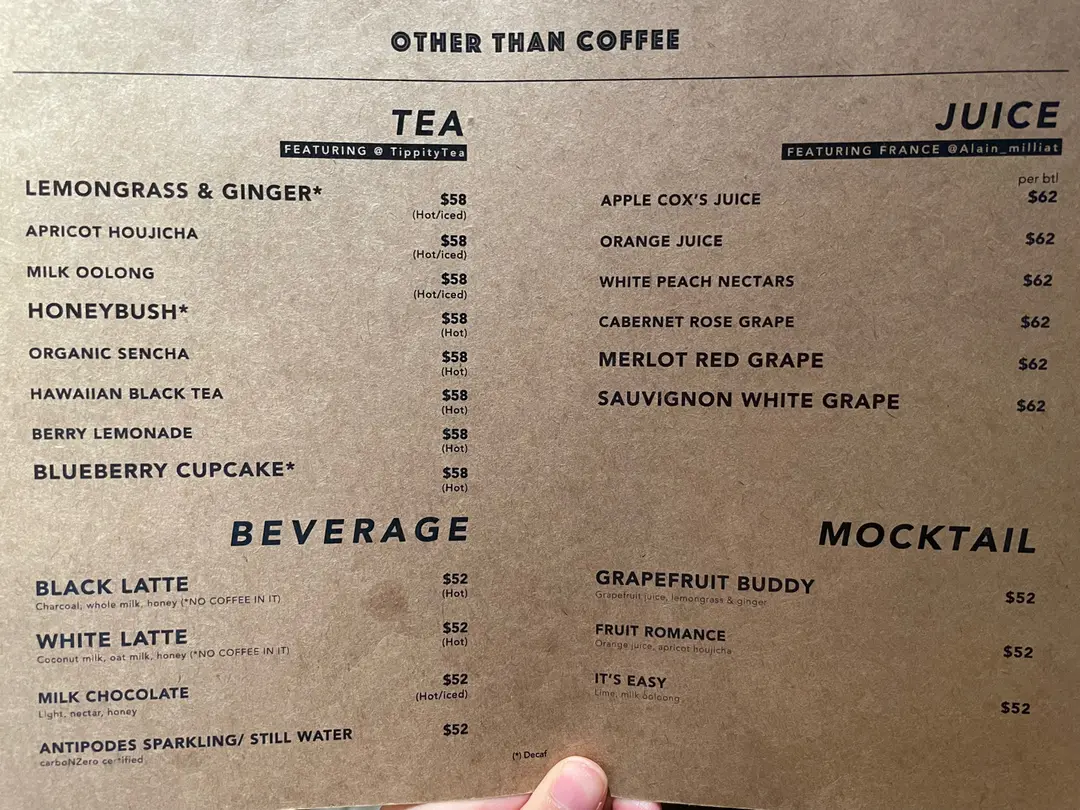 OTHER THAN COFFEE
TEA
FEATURING @ TippityTea
LEMONGRASS & GINGER* $58
(Hot/iced)
APRICOT HOUJICHA $58
(Hot/iced)
MILK OOLONG $58
(Hot/iced)
HONEYBUSH* $58
(Hot)
ORGANIC SENCHA $58
(Hot)
HAWAIIAN BLACK TEA $58
(Hot)
BERRY LEMONADE $58
(Hot)
BLUEBERRY CUPCAKE* $58
(Hot)
JUICE
FEATURING FRANCE @Alain_milliat
per btl
APPLE COX'S JUICE $62
ORANGE JUICE $62
WHITE PEACH NECTARS $62
CABERNET ROSE GRAPE $62
MERLOT RED GRAPE $62
SAUVIGNON WHITE GRAPE $62
BEVERAGE
BLACK LATTE $52
Charcoal, whole milk, honey (*NO COFFEE IN IT) (Hot)
WHITE LATTE $52
Coconut milk, oat milk, honey (*NO COFFEE IN IT) (Hot)
MILK CHOCOLATE $52
Light, nectar, honey (Hot/iced)
ANTIPODES SPARKLING/ STILL WATER $52
carboNZero certified
MOCKTAIL
GRAPEFRUIT BUDDY $52
Grapefruit juice, lemongrass & ginger
FRUIT ROMANCE $52
Orange juice, apricot houjicha
IT'S EASY $52
Lime, milk ooloong
(*) Decaf